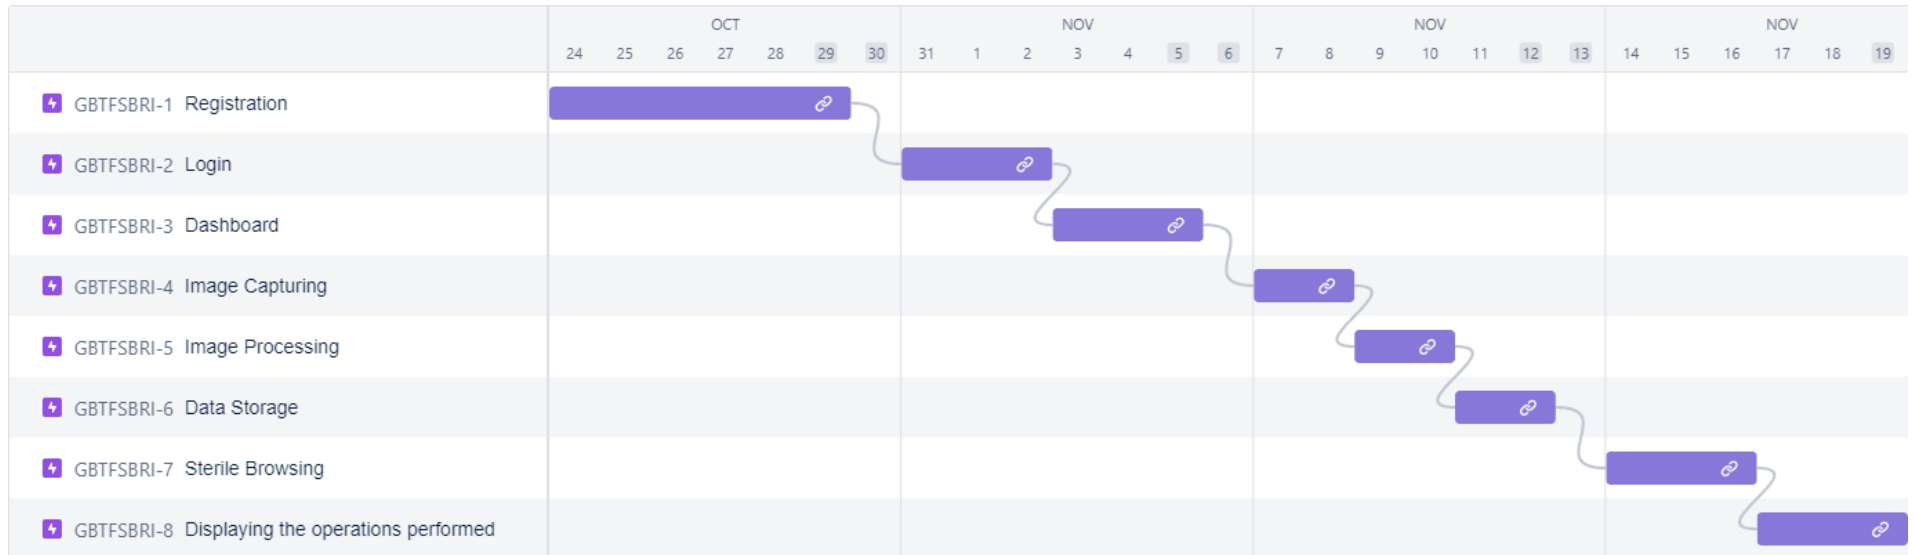 OCT NOV NOV NOV
24 25 26 27 28 29 30 31 1 2 3 4 5 6 7 8 9 10 11 12 13 14 15 16 17 18 19
GBTFSBRI-1 Registration
GBTFSBRI-2 Login
GBTFSBRI-3 Dashboard
GBTFSBRI-4 Image Capturing
GBTFSBRI-5 Image Processing
GBTFSBRI-6 Data Storage
GBTFSBRI-7 Sterile Browsing
GBTFSBRI-8 Displaying the operations performed